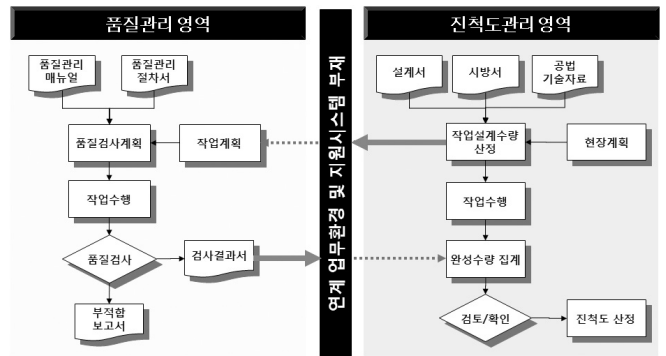 품질관리 영역
품질관리
매뉴얼
품질관리
절차서
품질검사계획
작업계획
작업수행
품질검사
검사결과서
부적합
보고서
연계 업무환경 및 지원시스템 부재
진척도관리 영역
설계서
시방서
공법
기술자료
작업설계수량
산정
현장계획
작업수행
완성수량 집계
검토/확인
진척도 산정